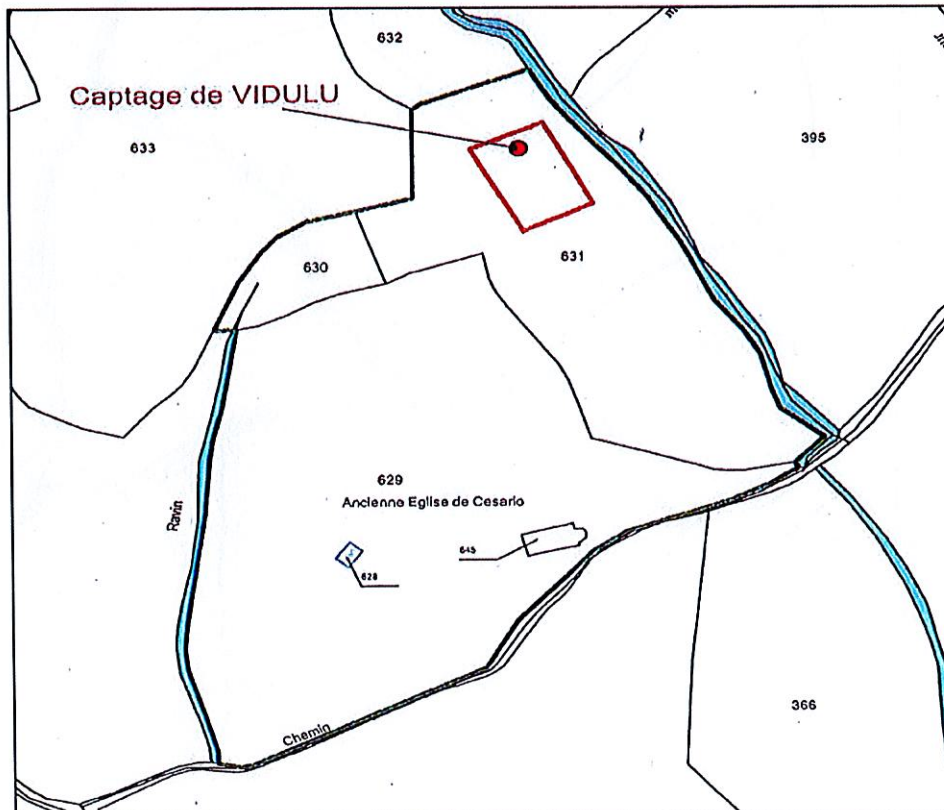 632
Captage de VIDULU
633
395
630
631
629
Ancienne Eglise de Cesario
Ravin
645
628
Chemin
366